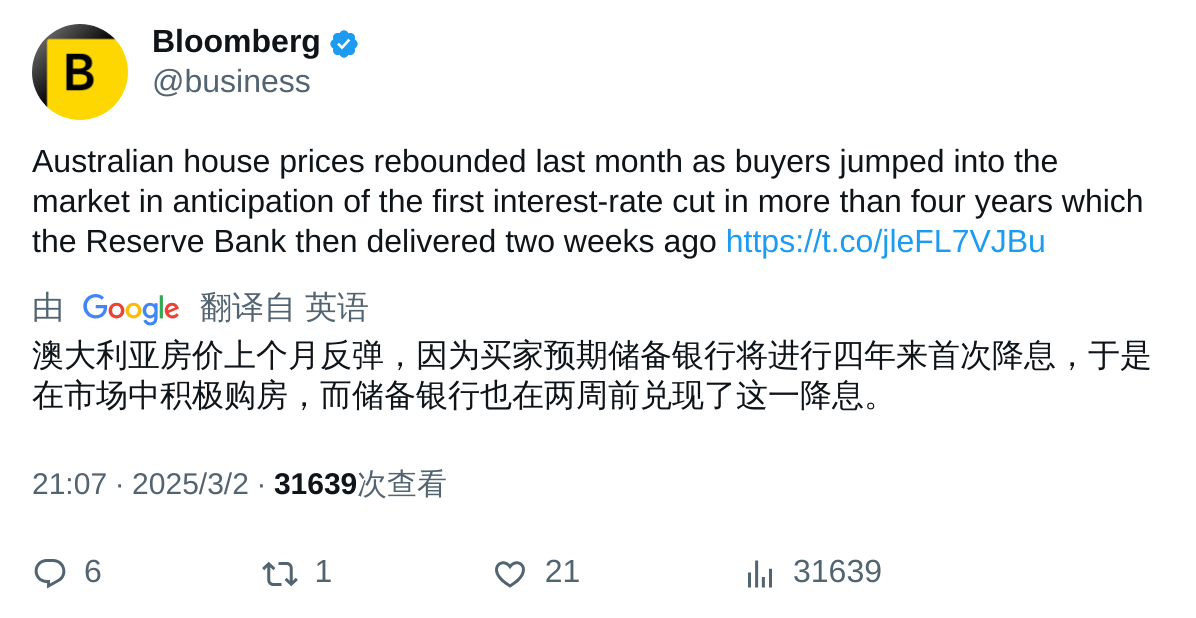 B
Bloomberg
@business
Australian house prices rebounded last month as buyers jumped into the
market in anticipation of the first interest-rate cut in more than four years which
the Reserve Bank then delivered two weeks ago https://t.co/jleFL7VJBu
由 Google 翻译自 英语
澳大利亚房价上个月反弹，因为买家预期储备银行将进行四年来首次降息，于是
在市场中积极购房，而储备银行也在两周前兑现了这一降息。
21:07 · 2025/3/2 · 31639次查看
6 1 21 31639